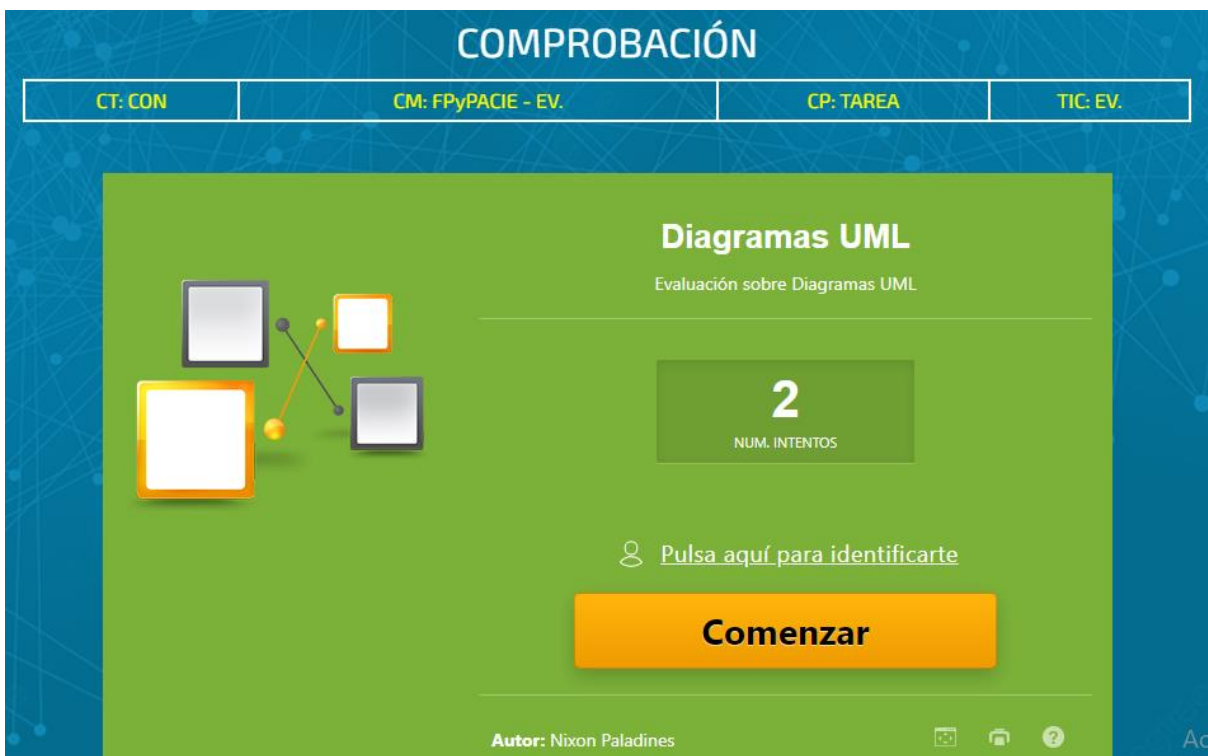 COMPROBACIÓN
CT: CON
CM: FPyPACIE - EV.
CP: TAREA
TIC: EV.
Diagramas UML
Evaluación sobre Diagramas UML
2
NUM. INTENTOS
Pulsa aquí para identificarte
Comenzar
Autor: Nixon Paladines